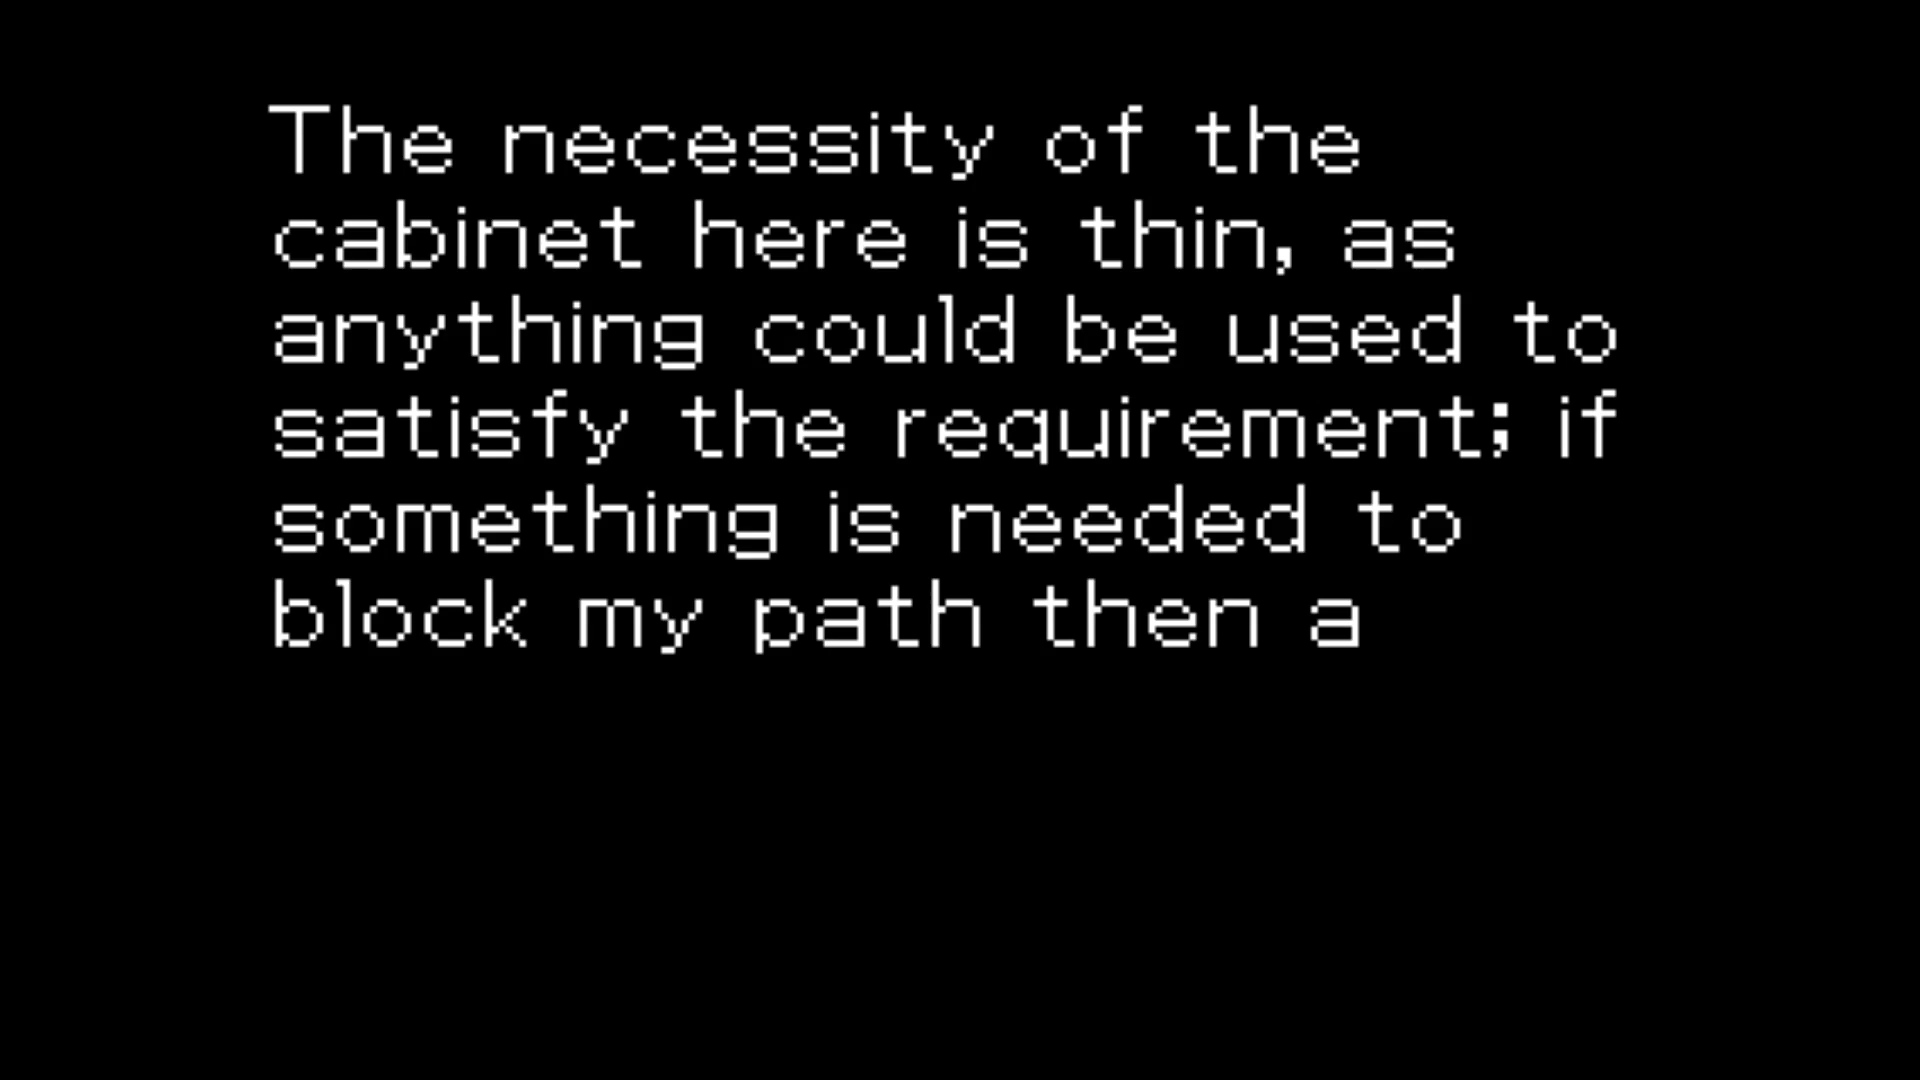 The necessity of the
cabinet here is thin, as
anything could be used to
satisfy the requirement; if
something is needed to
block my path then a